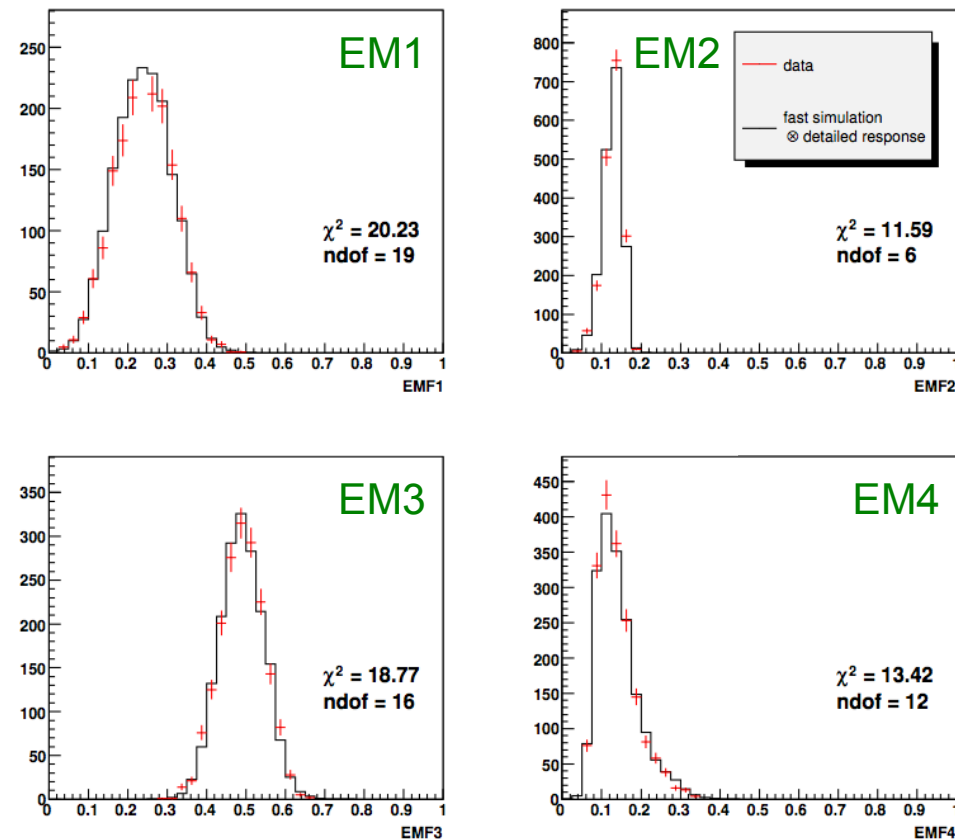 EM1
250
200
150
100
50
0
0 0.1 0.2 0.3 0.4 0.5 0.6 0.7 0.8 0.9 1
EMF1
χ² = 20.23
ndof = 19
EM2
data
fast simulation
⊗ detailed response
800
700
600
500
400
300
200
100
0
0 0.1 0.2 0.3 0.4 0.5 0.6 0.7 0.8 0.9 1
EMF2
χ² = 11.59
ndof = 6
EM3
350
300
250
200
150
100
50
0
0 0.1 0.2 0.3 0.4 0.5 0.6 0.7 0.8 0.9 1
EMF3
χ² = 18.77
ndof = 16
EM4
450
400
350
300
250
200
150
100
50
0
0 0.1 0.2 0.3 0.4 0.5 0.6 0.7 0.8 0.9 1
EMF4
χ² = 13.42
ndof = 12